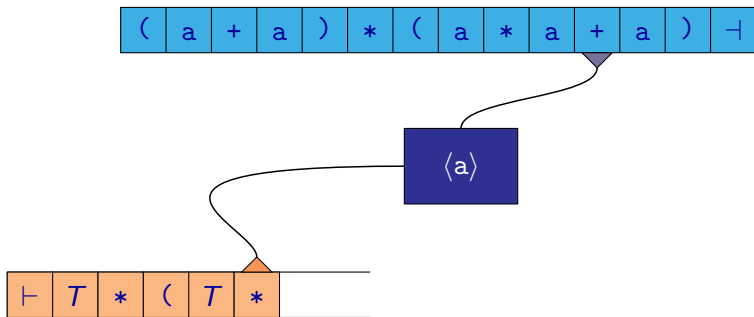 ( a + a ) * ( a * a + a ) ⊣
⟨a⟩
⊢ T * ( T *